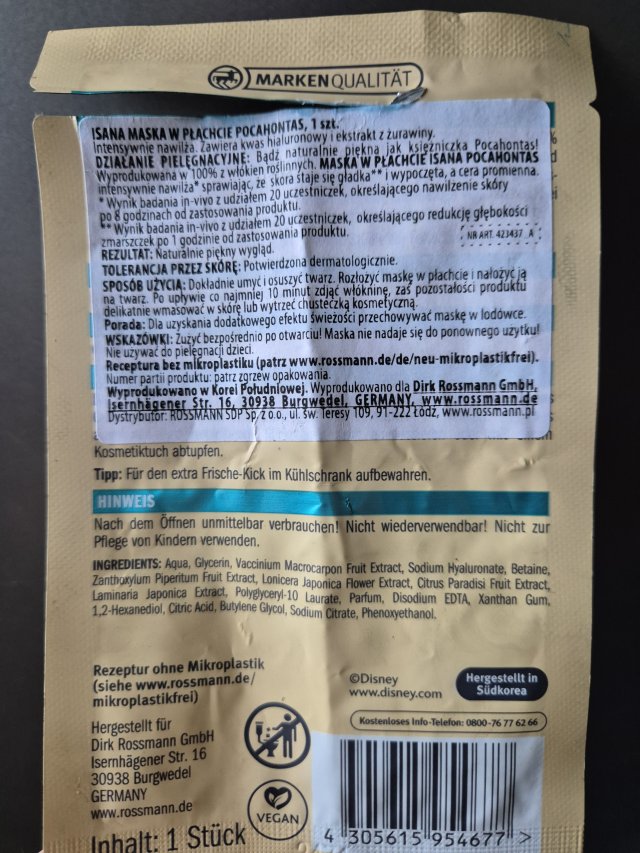 MARKENQUALITÄT
ISANA MASKA W PŁACHCIE POCAHONTAS, 1 szt.
Intensywnie nawilża. Zawiera kwas hialuronowy i ekstrakt z żurawiny.
DZIAŁANIE PIELĘGNACYJNE: Bądź naturalnie piękna jak księżniczka Pocahontas!
Wyprodukowana w 100% z włókien roślinnych. MASKA W PŁACHCIE ISANA POCAHONTAS
intensywnie nawilża* sprawiając, że skóra staje się gładka** i wypoczęta, a cera promienna.
* Wynik badania in-vivo z udziałem 20 uczestniczek, określającego nawilżenie skóry
po 8 godzinach od zastosowania produktu.
** Wynik badania in-vivo z udziałem 20 uczestniczek, określającego redukcję głębokości
zmarszczek po 1 godzinie od zastosowania produktu.
NB ART. 423437 A
REZULTAT: Naturalnie piękny wygląd.
TOLERANCJA PRZEZ SKÓRĘ: Potwierdzona dermatologicznie.
SPOSÓB UŻYCIA: Dokładnie umyć i osuszyć twarz. Rozłożyć maskę w płachcie i nałożyć ją
na twarz. Po upływie co najmniej 10 minut zdjąć włókninę, zaś pozostałości produktu
delikatnie wmasować w skórę lub wytrzeć chusteczką kosmetyczną.
Porada: Dla uzyskania dodatkowego efektu świeżości przechowywać maskę w lodówce.
WSKAZÓWKI: Zużyć bezpośrednio po otwarciu! Maska nie nadaje się do ponownego użytku!
Nie używać do pielęgnacji dzieci.
Receptura bez mikroplastiku (patrz www.rossmann.de/de/neu-mikroplastikfrei).
Numer partii produktu: patrz zgrzew opakowania.
Wyprodukowano w Korei Południowej. Wyprodukowano dla Dirk Rossmann GmbH,
Isernhägener Str. 16, 30938 Burgwedel, GERMANY, www.rossmann.de
Dystrybutor: ROSSMANN SDP Sp. z o.o., ul. św. Teresy 109, 91-222 Łódź, www.rossmann.pl
Kosmetiktuch abtupfen.
Tipp: Für den extra Frische-Kick im Kühlschrank aufbewahren.
HINWEIS
Nach dem Öffnen unmittelbar verbrauchen! Nicht wiederverwendbar! Nicht zur
Pflege von Kindern verwenden.
INGREDIENTS: Aqua, Glycerin, Vaccinium Macrocarpon Fruit Extract, Sodium Hyaluronate, Betaine,
Zanthoxylum Piperitum Fruit Extract, Lonicera Japonica Flower Extract, Citrus Paradisi Fruit Extract,
Laminaria Japonica Extract, Polyglyceryl-10 Laurate, Parfum, Disodium EDTA, Xanthan Gum,
1,2-Hexanediol, Citric Acid, Butylene Glycol, Sodium Citrate, Phenoxyethanol.
Rezeptur ohne Mikroplastik
(siehe www.rossmann.de/
mikroplastikfrei)
©Disney
www.disney.com
Hergestellt in
Südkorea
Kostenloses Info-Telefon: 0800-76 77 62 66
Hergestellt für
Dirk Rossmann GmbH
Isernhägener Str. 16
30938 Burgwedel
GERMANY
www.rossmann.de
VEGAN
Inhalt: 1 Stück
4 305615 954677 >